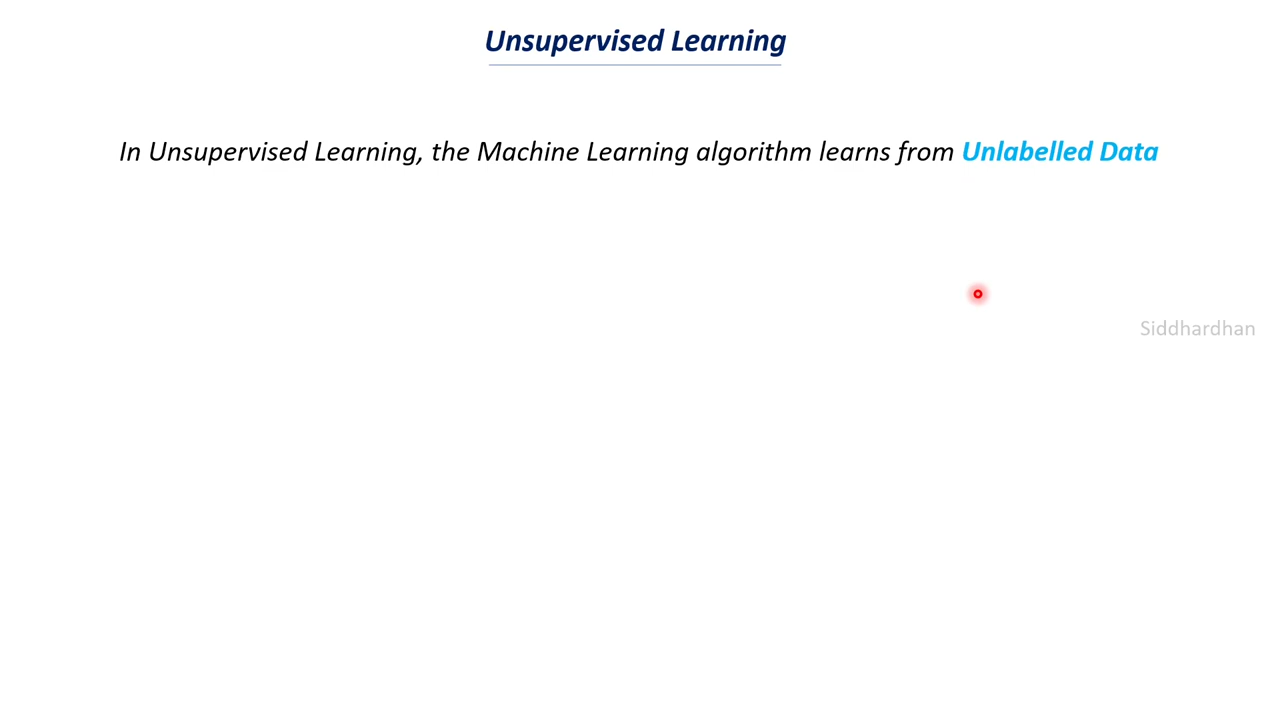 Unsupervised Learning
In Unsupervised Learning, the Machine Learning algorithm learns from Unlabelled Data
Siddhardhan